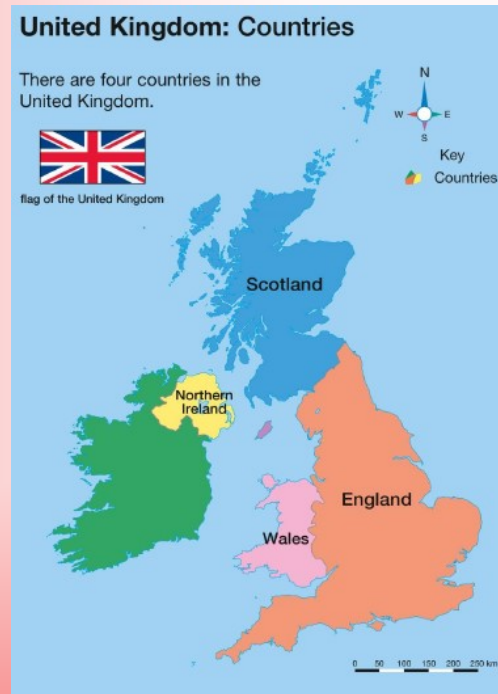 United Kingdom: Countries
There are four countries in the
United Kingdom.
flag of the United Kingdom
N
W
E
S
Key
Countries
Scotland
Northern
Ireland
England
Wales
0 50 100 150 200 250 km